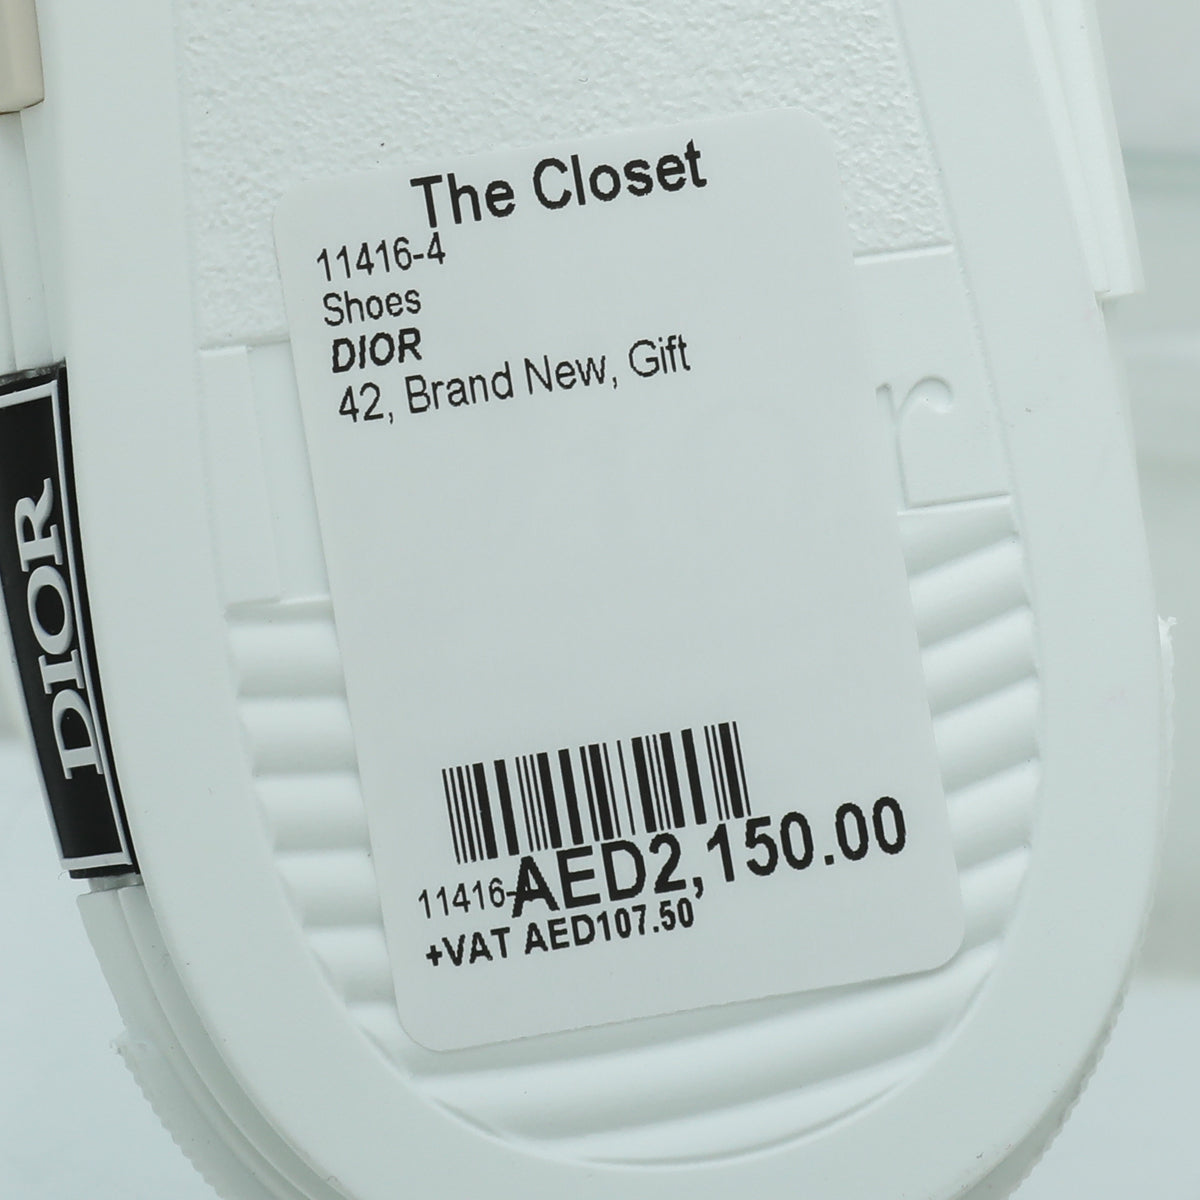 The Closet
11416-4
Shoes
DIOR
42, Brand New, Gift
r
DIOR
11416-
AED2,150.00
+VAT AED107.50